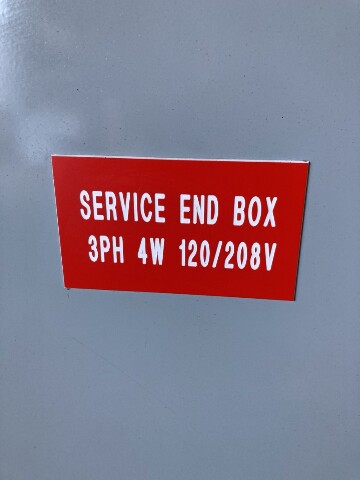 SERVICE END BOX
3PH 4W 120/208V